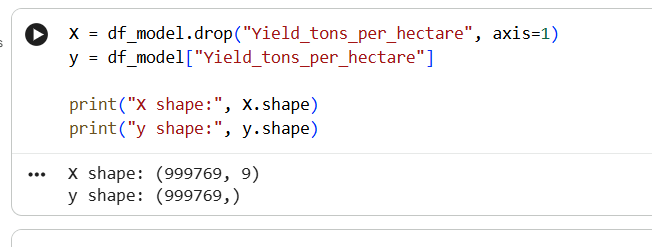 X = df_model.drop("Yield_tons_per_hectare", axis=1)
y = df_model["Yield_tons_per_hectare"]
print("X shape:", X.shape)
print("y shape:", y.shape)
X shape: (999769, 9)
y shape: (999769,)